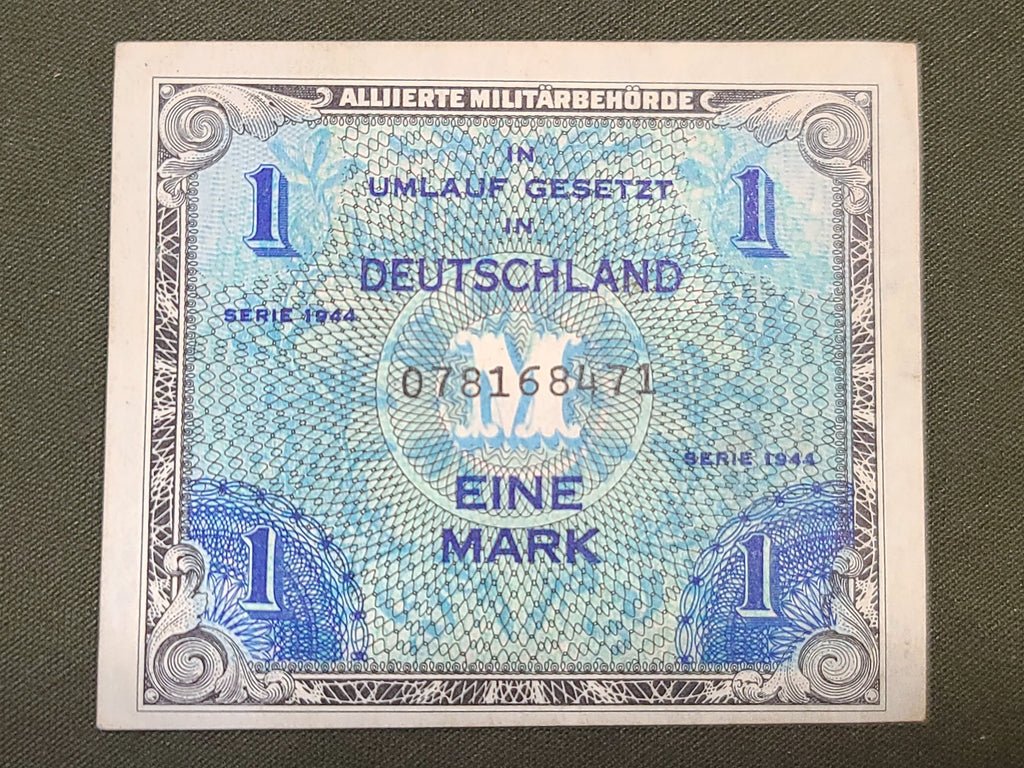 ALLIIERTE MILITÄRBEHÖRDE
IN
1 UMLAUF GESETZT 1
IN
DEUTSCHLAND
SERIE 1944
M
078168471
SERIE 1944
EINE
1 MARK 1